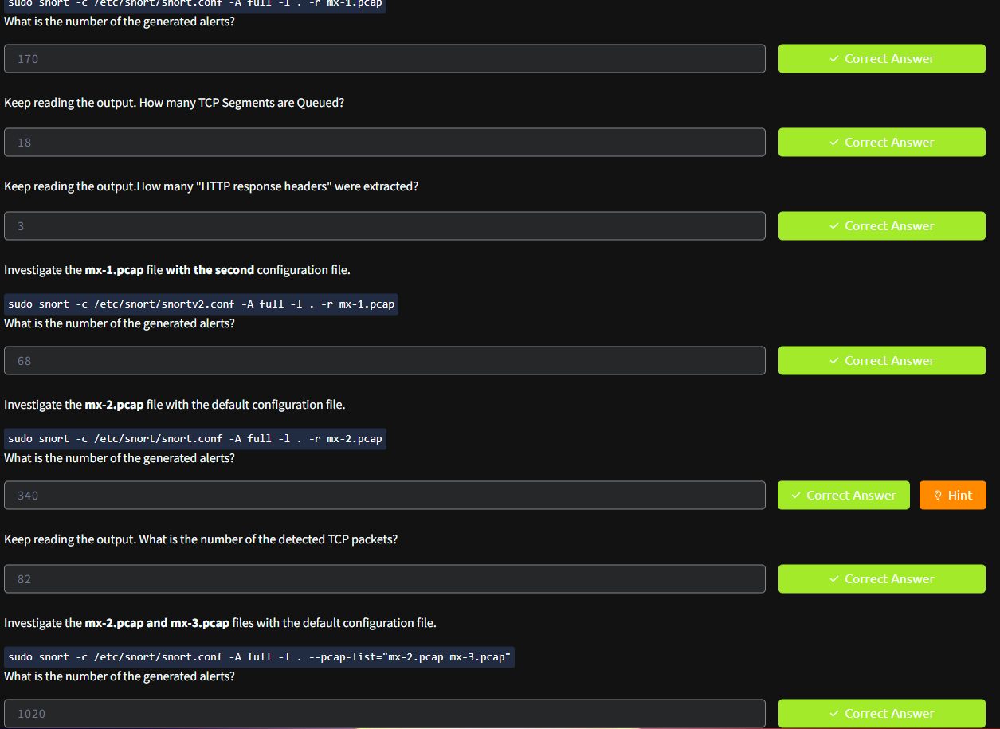 sudo snort -c /etc/snort/snort.conf -A full -l . -r mx-1.pcap
What is the number of the generated alerts?
170
Correct Answer
Keep reading the output. How many TCP Segments are Queued?
18
Correct Answer
Keep reading the output.How many "HTTP response headers" were extracted?
3
Correct Answer
Investigate the mx-1.pcap file with the second configuration file.
sudo snort -c /etc/snort/snortv2.conf -A full -l . -r mx-1.pcap
What is the number of the generated alerts?
68
Correct Answer
Investigate the mx-2.pcap file with the default configuration file.
sudo snort -c /etc/snort/snort.conf -A full -l . -r mx-2.pcap
What is the number of the generated alerts?
340
Correct Answer
Hint
Keep reading the output. What is the number of the detected TCP packets?
82
Correct Answer
Investigate the mx-2.pcap and mx-3.pcap files with the default configuration file.
sudo snort -c /etc/snort/snort.conf -A full -l . --pcap-list="mx-2.pcap mx-3.pcap"
What is the number of the generated alerts?
1020
Correct Answer